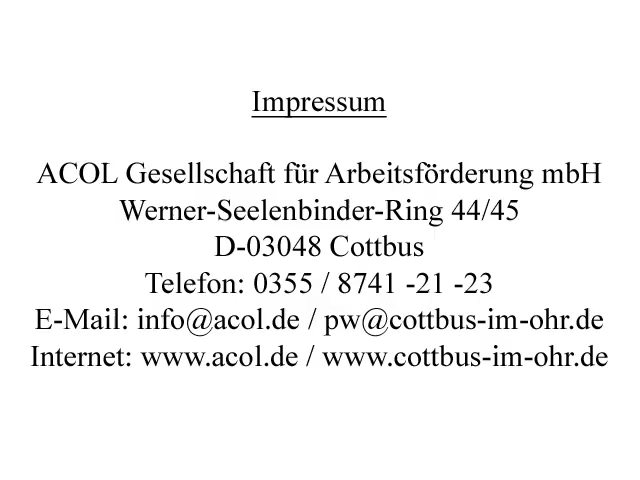 Impressum
ACOL Gesellschaft für Arbeitsförderung mbH
Werner-Seelenbinder-Ring 44/45
D-03048 Cottbus
Telefon: 0355 / 8741 -21 -23
E-Mail: info@acol.de / pw@cottbus-im-ohr.de
Internet: www.acol.de / www.cottbus-im-ohr.de